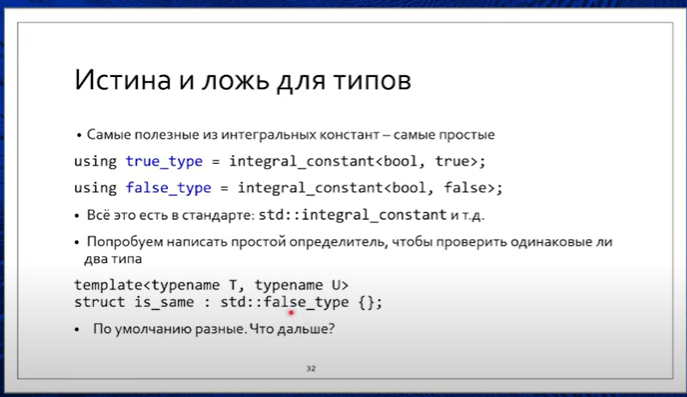 Истина и ложь для типов
• Самые полезные из интегральных констант – самые простые
using true_type = integral_constant<bool, true>;
using false_type = integral_constant<bool, false>;
• Всё это есть в стандарте: std::integral_constant и т.д.
• Попробуем написать простой определитель, чтобы проверить одинаковые ли
два типа
template<typename T, typename U>
struct is_same : std::false_type {};
• По умолчанию разные. Что дальше?
32